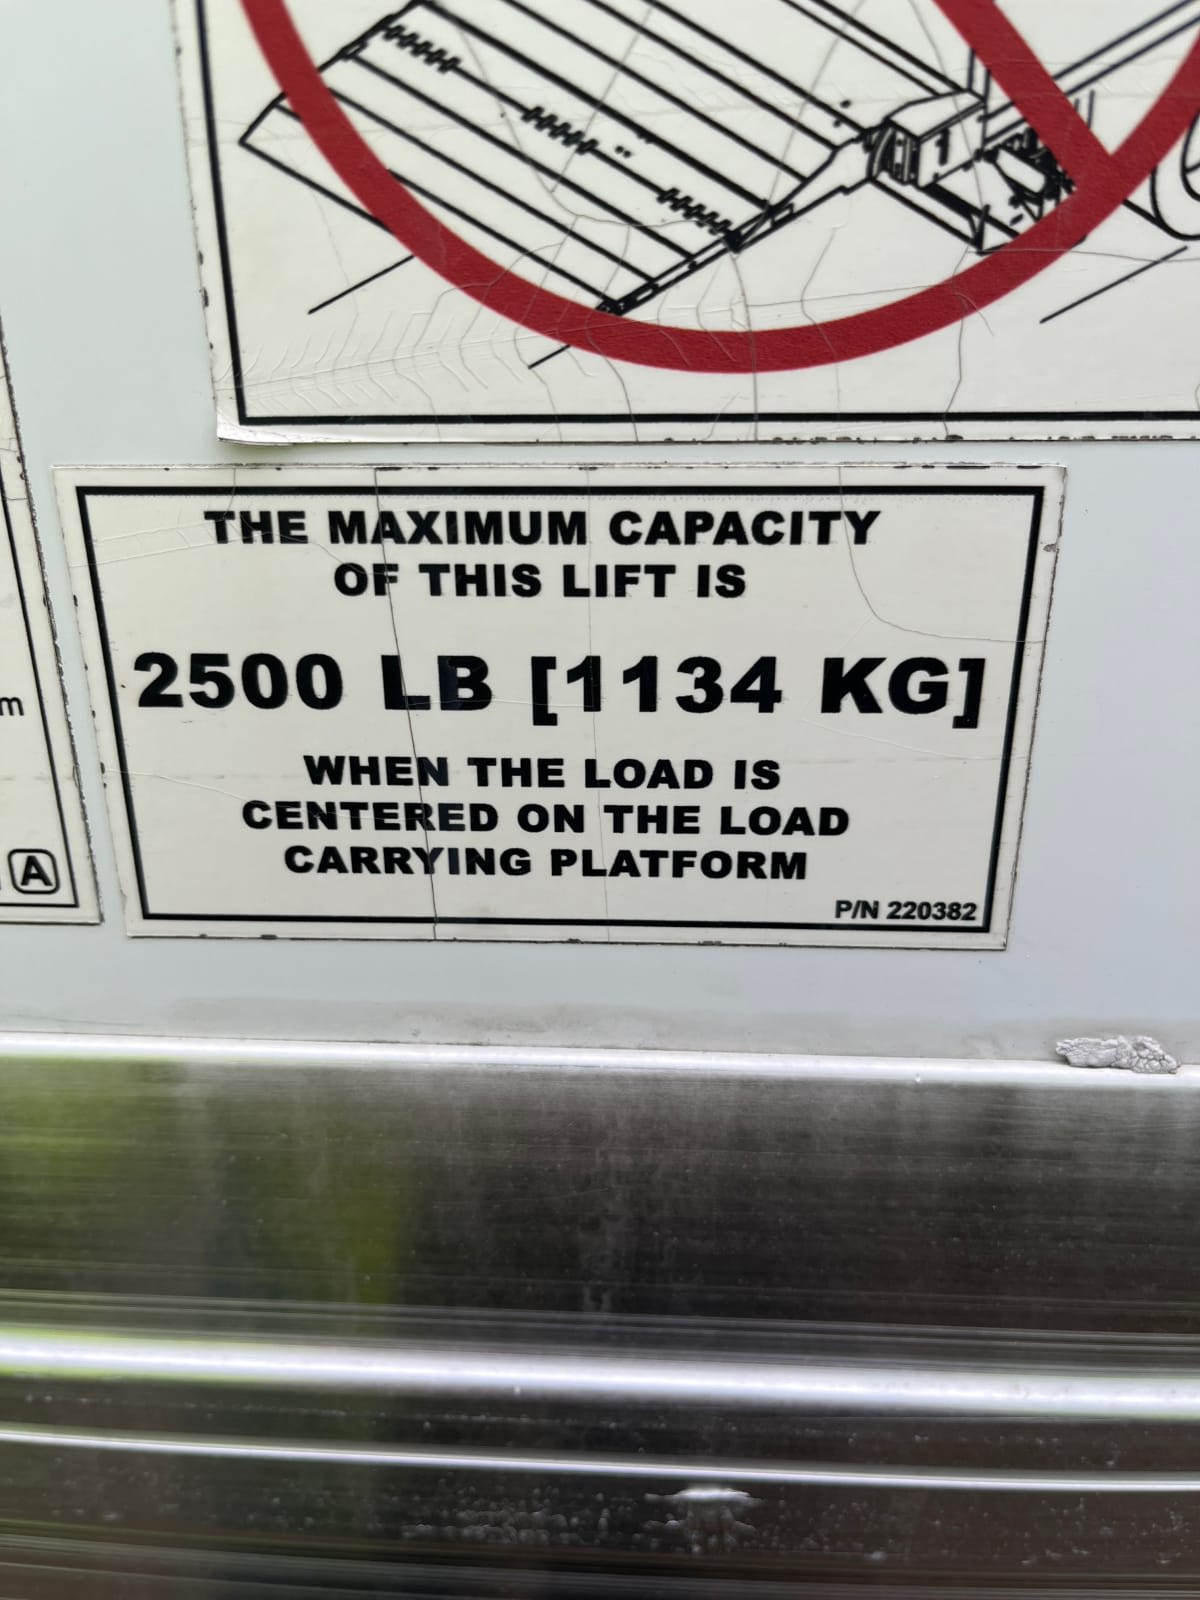 THE MAXIMUM CAPACITY
OF THIS LIFT IS
2500 LB [1134 KG]
WHEN THE LOAD IS
CENTERED ON THE LOAD
CARRYING PLATFORM
P/N 220382
m
A
1